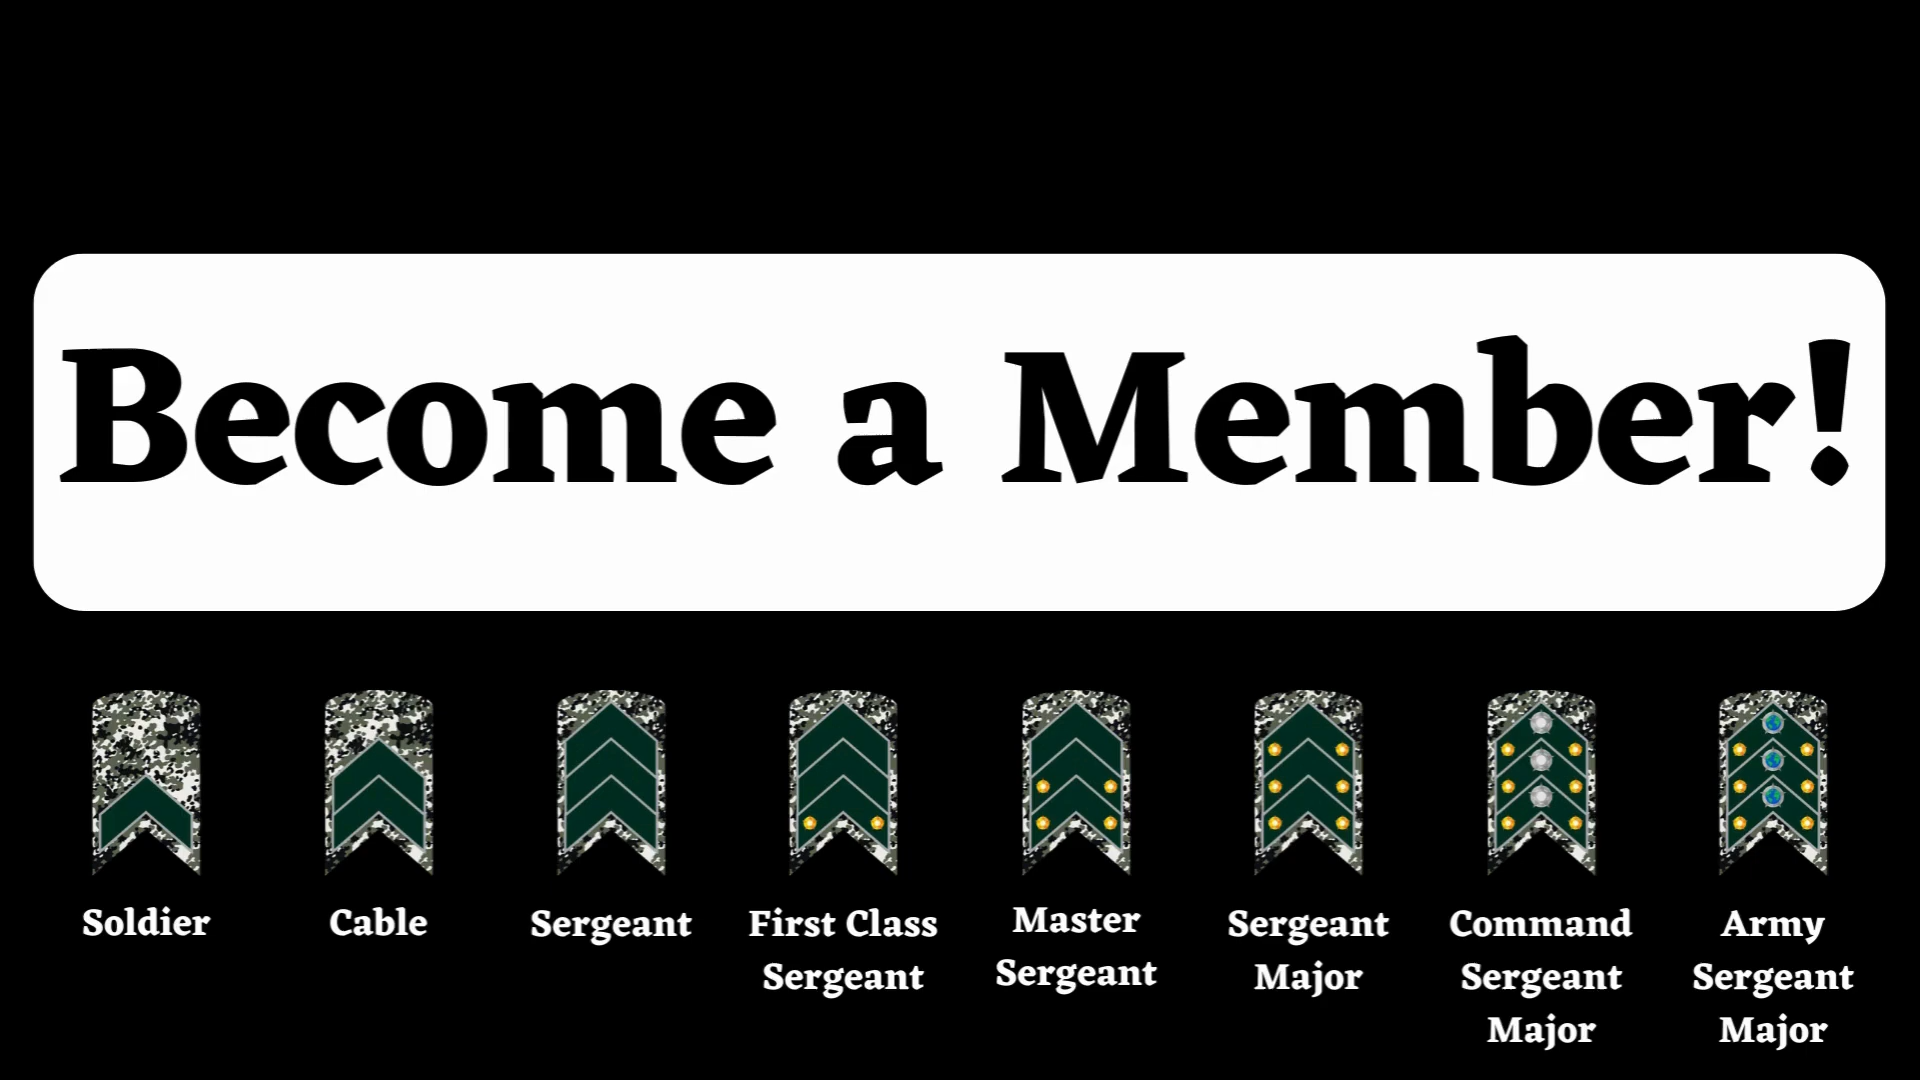 Become a Member!
Soldier
Cable
Sergeant
First Class
Sergeant
Master
Sergeant
Sergeant
Major
Command
Sergeant
Major
Army
Sergeant
Major